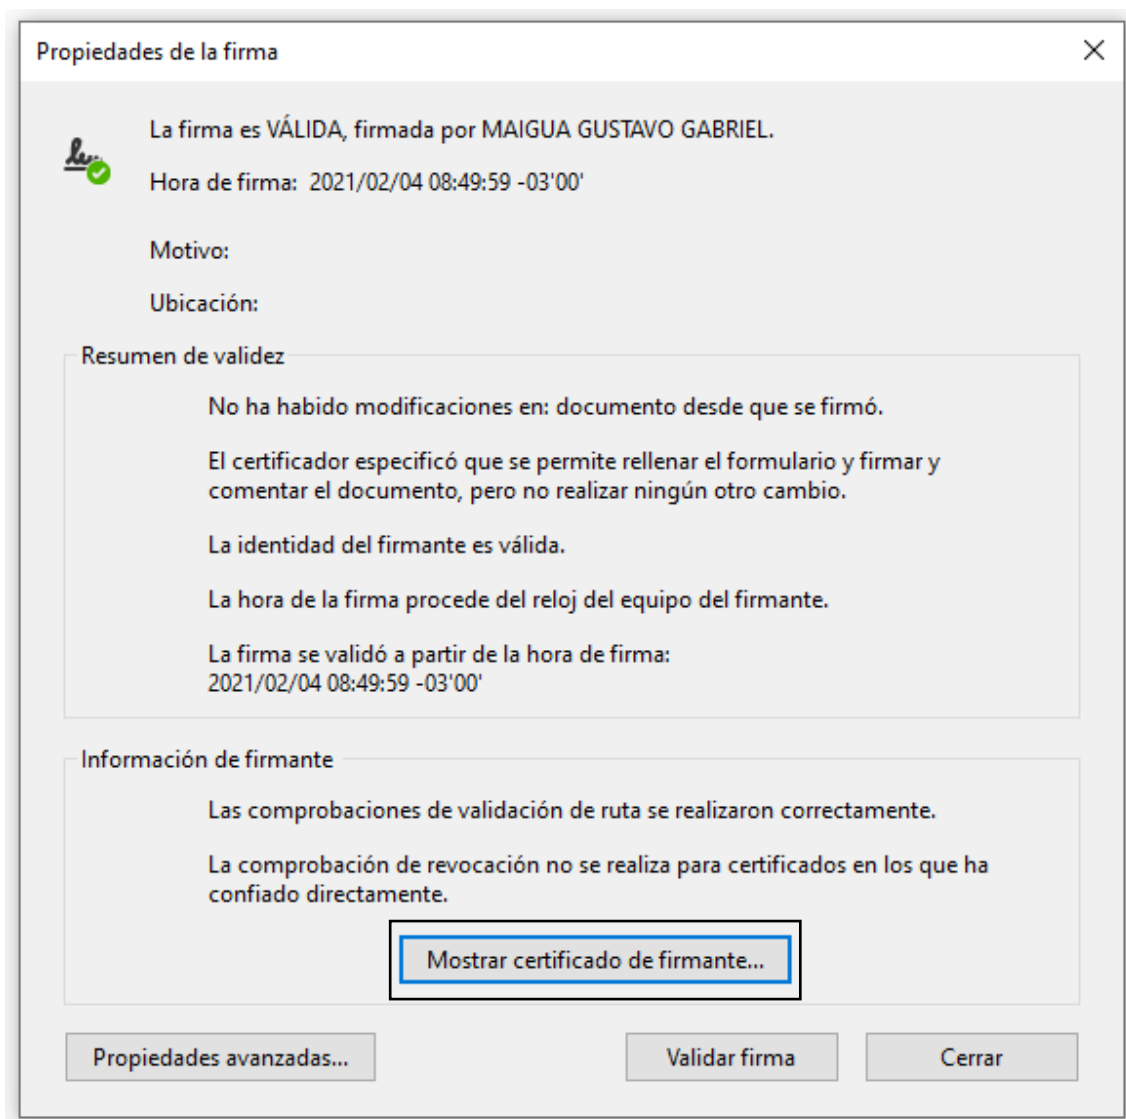 Propiedades de la firma
La firma es VÁLIDA, firmada por MAIGUA GUSTAVO GABRIEL.
Hora de firma: 2021/02/04 08:49:59 -03'00'
Motivo:
Ubicación:
Resumen de validez
No ha habido modificaciones en: documento desde que se firmó.
El certificador especificó que se permite rellenar el formulario y firmar y
comentar el documento, pero no realizar ningún otro cambio.
La identidad del firmante es válida.
La hora de la firma procede del reloj del equipo del firmante.
La firma se validó a partir de la hora de firma:
2021/02/04 08:49:59 -03'00'
Información de firmante
Las comprobaciones de validación de ruta se realizaron correctamente.
La comprobación de revocación no se realiza para certificados en los que ha
confiado directamente.
Mostrar certificado de firmante...
Propiedades avanzadas... Validar firma Cerrar